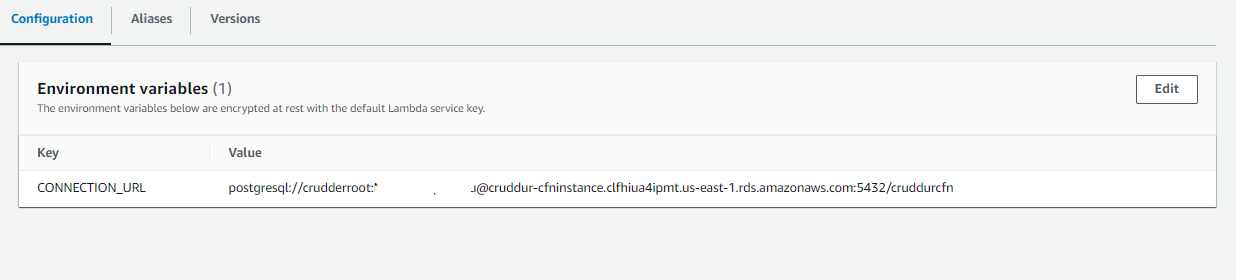 Configuration Aliases Versions
Environment variables (1)
Edit
The environment variables below are encrypted at rest with the default Lambda service key.
Key Value
CONNECTION_URL postgresql://crudderroot: @cruddur-cfninstance.clfhiua4ipmt.us-east-1.rds.amazonaws.com:5432/cruddurcfn